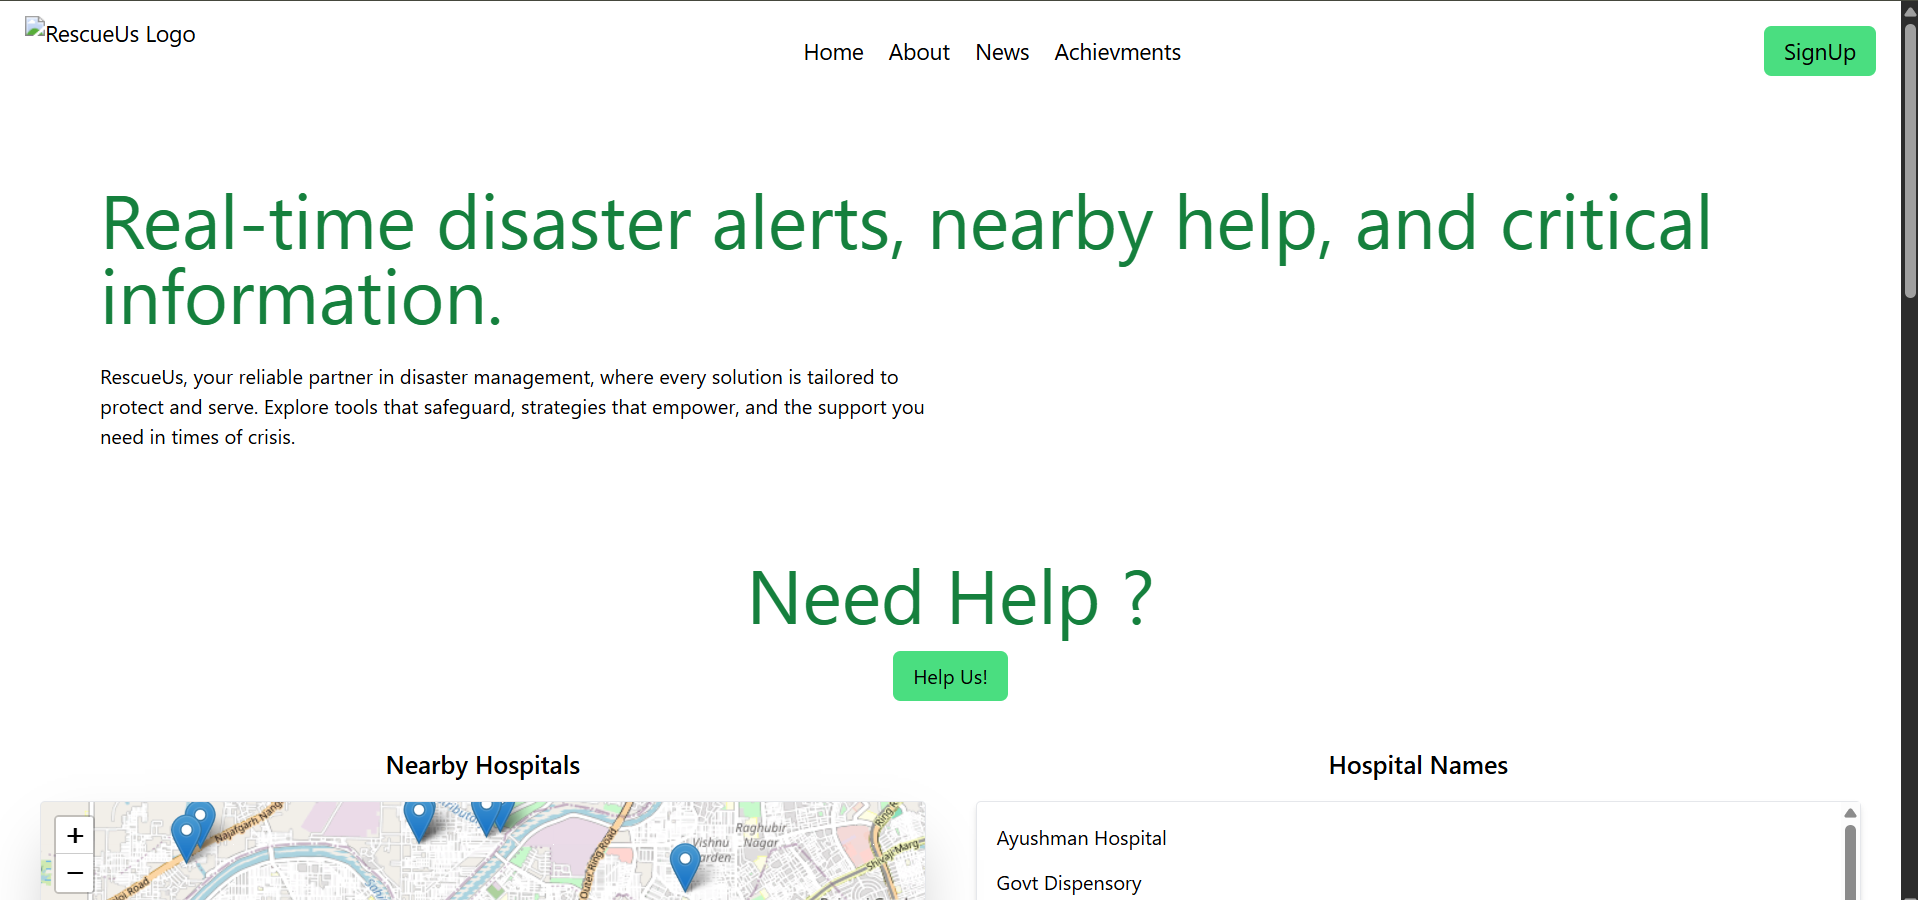 RescueUs Logo
Home About News Achievments
SignUp
Real-time disaster alerts, nearby help, and critical
information.
RescueUs, your reliable partner in disaster management, where every solution is tailored to
protect and serve. Explore tools that safeguard, strategies that empower, and the support you
need in times of crisis.
Need Help ?
Help Us!
Nearby Hospitals
+
−
Najafgarh
Outer Ring Road
Vishnu
Garden
Raghubir
Nagar
Shivaji Marg
Hospital Names
Ayushman Hospital
Govt Dispensory